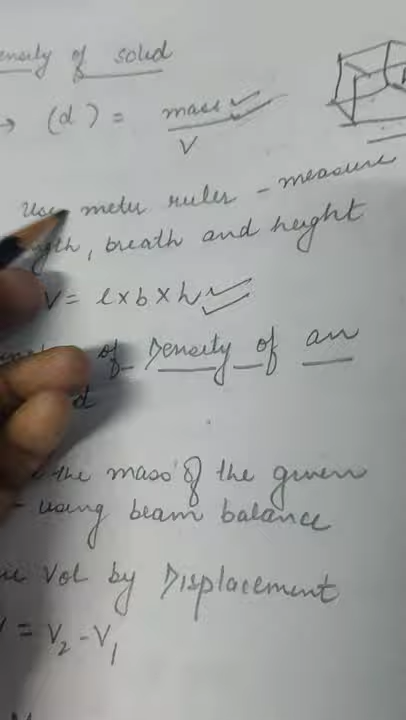 ensity of solid
→ (d) = mass
V
Use meter ruler - measure
ngth, breath and height
V = l x b x h
of Density of an
d
the mass of the given
- using beam balance
Vol by Displacement
V = V₂ - V₁